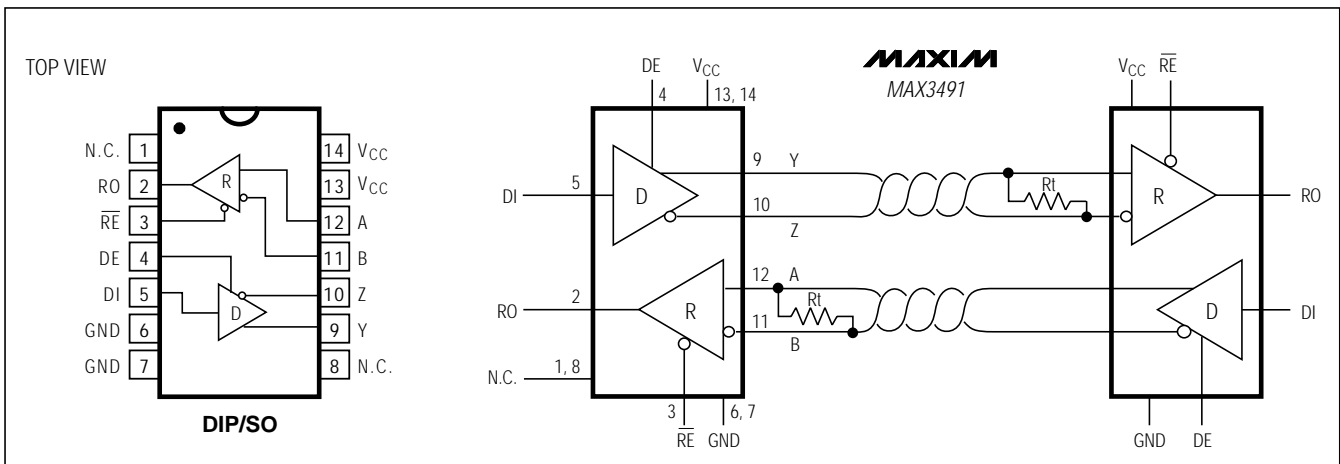 TOP VIEW
N.C. 1
RO 2
RE 3
DE 4
DI 5
GND 6
GND 7
14 VCC
13 VCC
12 A
11 B
10 Z
9 Y
8 N.C.
R
D
DIP/SO
MAXIM
MAX3491
DE
4
VCC
13, 14
DI
5
D
9 Y
10
Z
Rt
R
RO
VCC
RE
RO
2
R
12 A
11
B
Rt
D
DI
N.C.
1, 8
3
RE
6, 7
GND
GND
DE